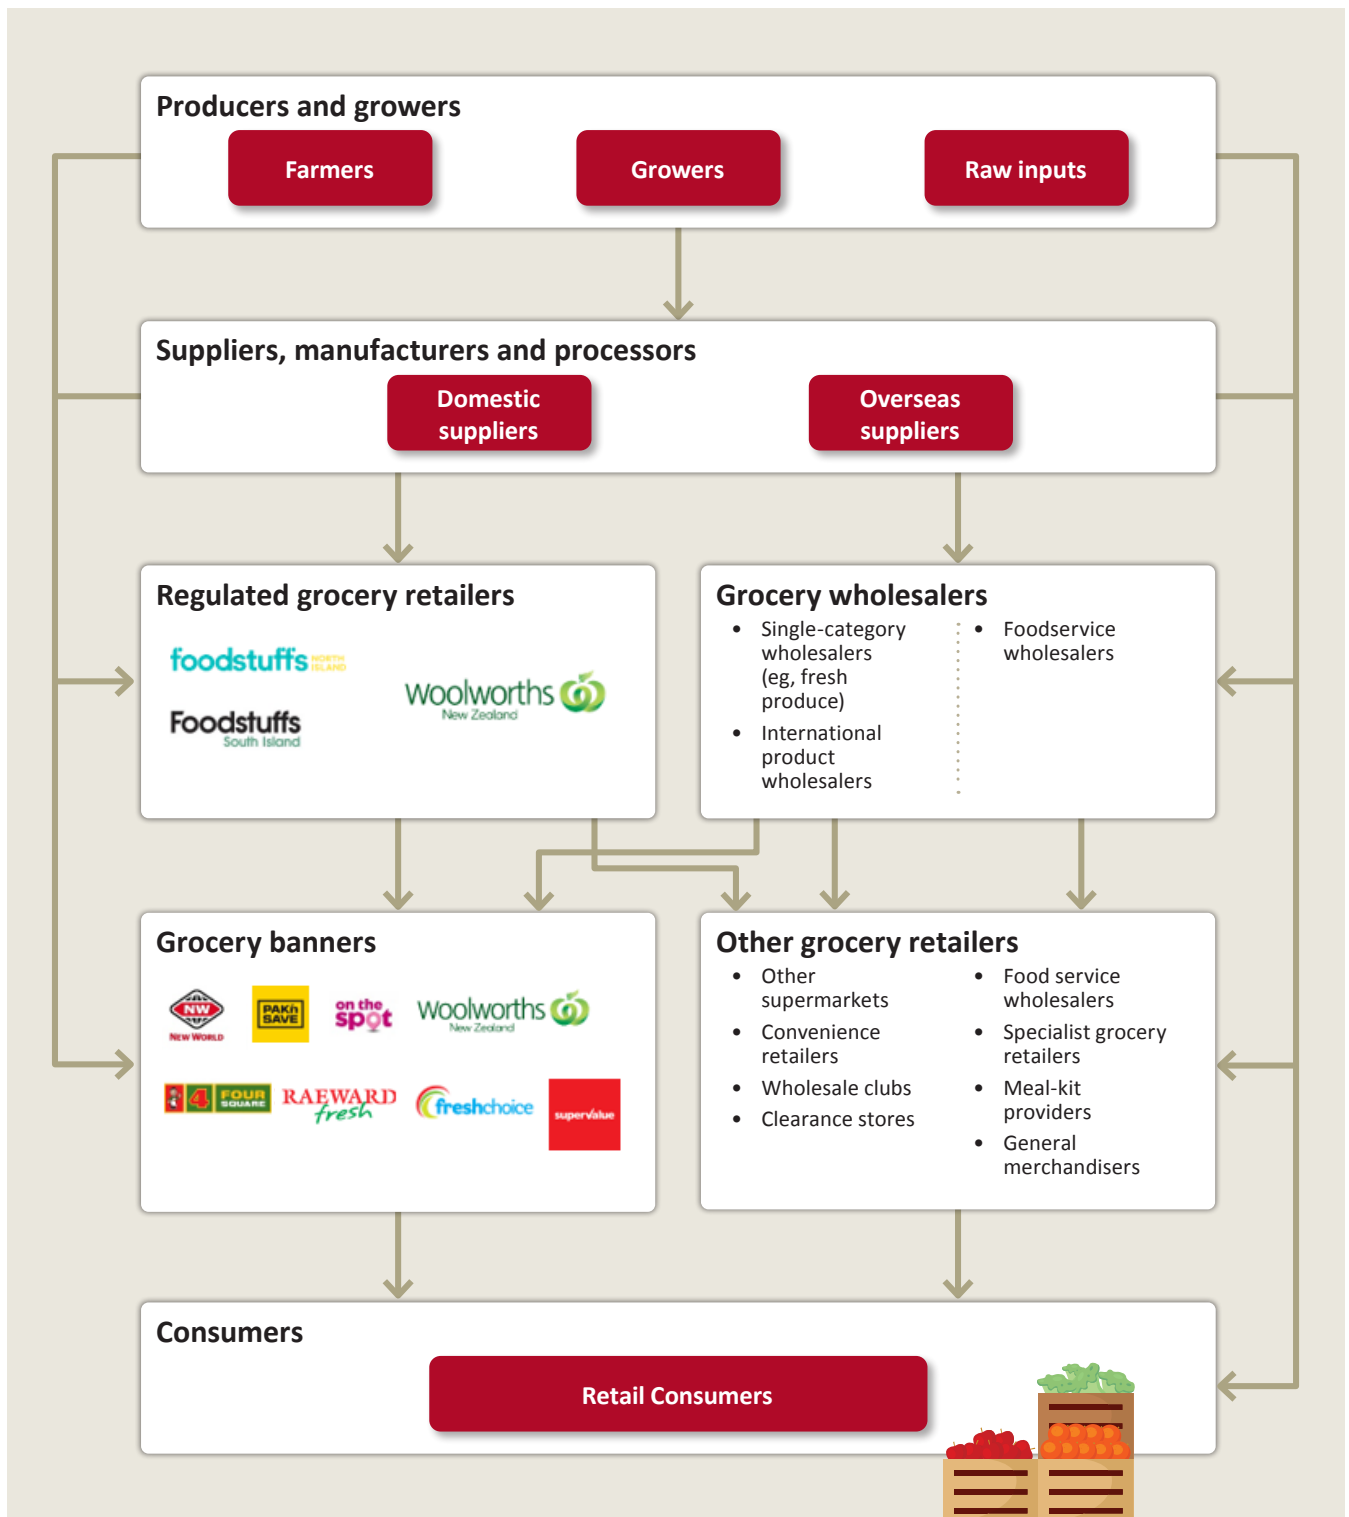 Producers and growers
Farmers
Growers
Raw inputs
Suppliers, manufacturers and processors
Domestic
suppliers
Overseas
suppliers
Regulated grocery retailers
foodstuffs NORTH
ISLAND
Foodstuffs
South Island
Woolworths
New Zealand
Grocery wholesalers
• Single-category
wholesalers
(eg, fresh
produce)
• International
product
wholesalers
• Foodservice
wholesalers
Grocery banners
NW
NEW WORLD
PAK'n
SAVE
on the
spot
Woolworths
New Zealand
4 FOUR
SQUARE
RAEWARD
fresh
freshchoice
supervalue
Other grocery retailers
• Other
supermarkets
• Convenience
retailers
• Wholesale clubs
• Clearance stores
• Food service
wholesalers
• Specialist grocery
retailers
• Meal-kit
providers
• General
merchandisers
Consumers
Retail Consumers